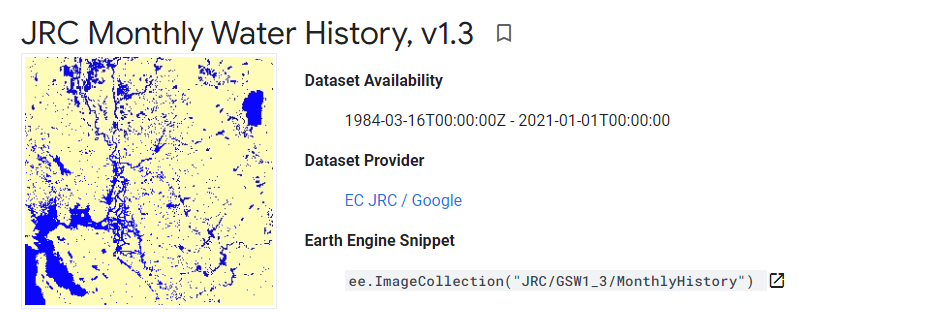 JRC Monthly Water History, v1.3
Dataset Availability
1984-03-16T00:00:00Z - 2021-01-01T00:00:00
Dataset Provider
EC JRC / Google
Earth Engine Snippet
ee.ImageCollection("JRC/GSW1_3/MonthlyHistory")